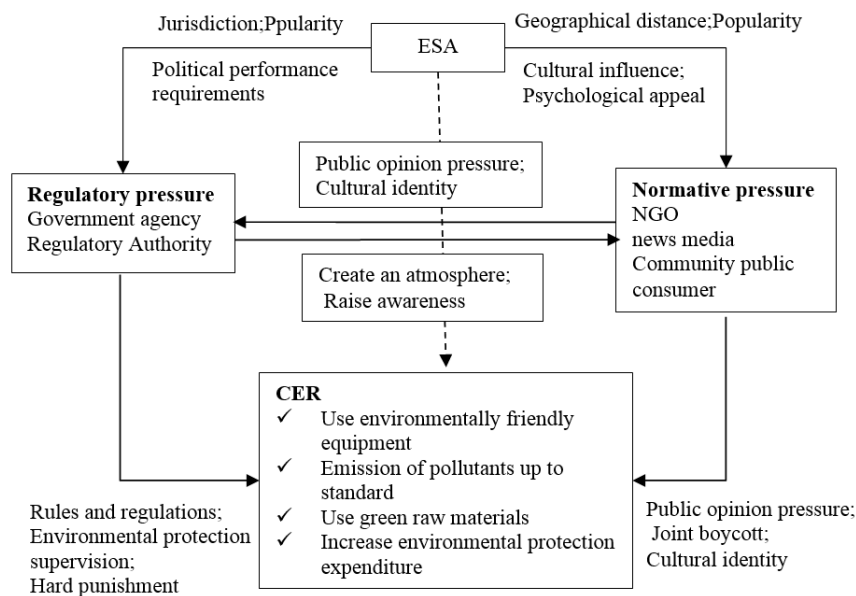 Jurisdiction;Ppularity
ESA
Geographical distance;Popularity
Political performance
requirements
Cultural influence;
Psychological appeal
Public opinion pressure;
Cultural identity
Regulatory pressure
Government agency
Regulatory Authority
Normative pressure
NGO
news media
Community public
consumer
Create an atmosphere;
Raise awareness
CER
✓ Use environmentally friendly
equipment
✓ Emission of pollutants up to
standard
✓ Use green raw materials
✓ Increase environmental protection
expenditure
Rules and regulations;
Environmental protection
supervision;
Hard punishment
Public opinion pressure;
Joint boycott;
Cultural identity